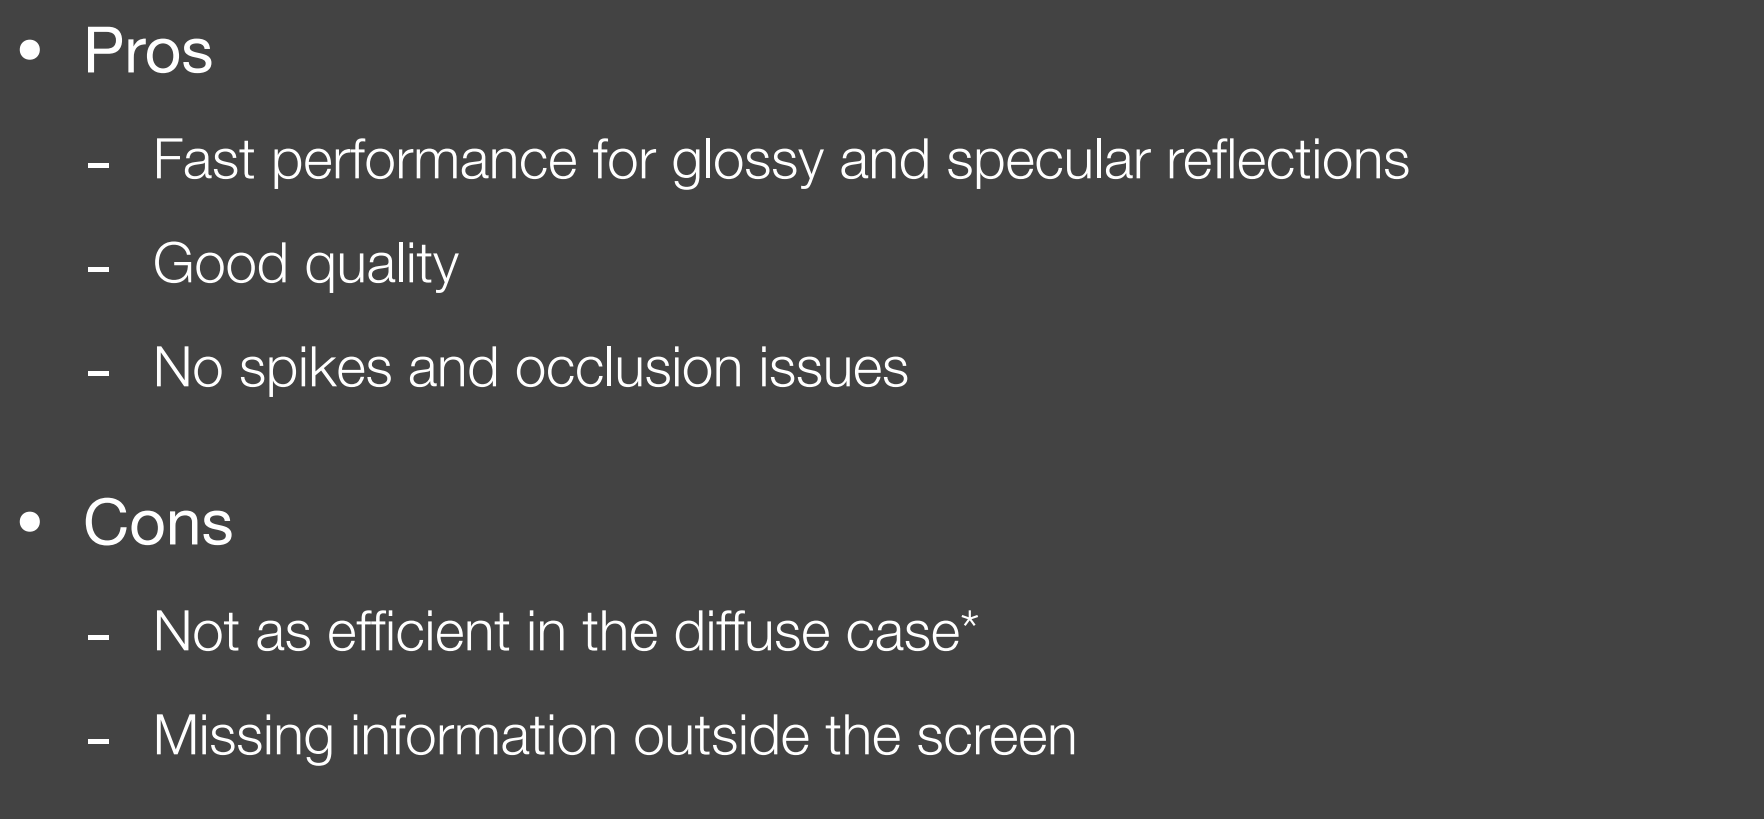 • Pros
- Fast performance for glossy and specular reflections
- Good quality
- No spikes and occlusion issues
• Cons
- Not as efficient in the diffuse case*
- Missing information outside the screen